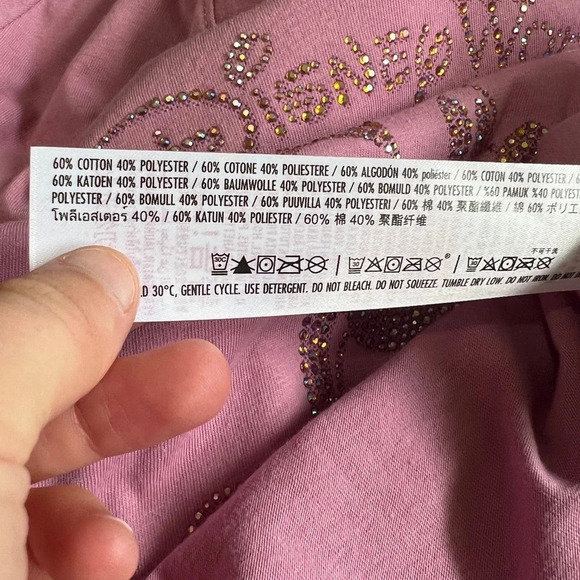 DISNEY
60% COTTON 40% POLYESTER / 60% COTONE 40% POLIESTERE / 60% ALGODÓN 40% poliéster / 60% COTON 40% POLYESTER /
60% KATOEN 40% POLYESTER / 60% BAUMWOLLE 40% POLYESTER / 60% BOMULD 40% POLYESTER / %60 PAMUK %40 POLYESTER
POLYESTER / 60% BOMULL 40% POLYESTER / 60% PUUVILLA 40% POLYESTERI / 60% 棉 40% 聚酯纖維 / 綿 60% ポリエ
โพลีเอสเตอร์ 40% / 60% KATUN 40% POLIESTER / 60% 棉 40% 聚酯纤维
不可干洗
30°C, GENTLE CYCLE. USE DETERGENT. DO NOT BLEACH. DO NOT SQUEEZE. TUMBLE DRY LOW. DO NOT IRON. DO NOT